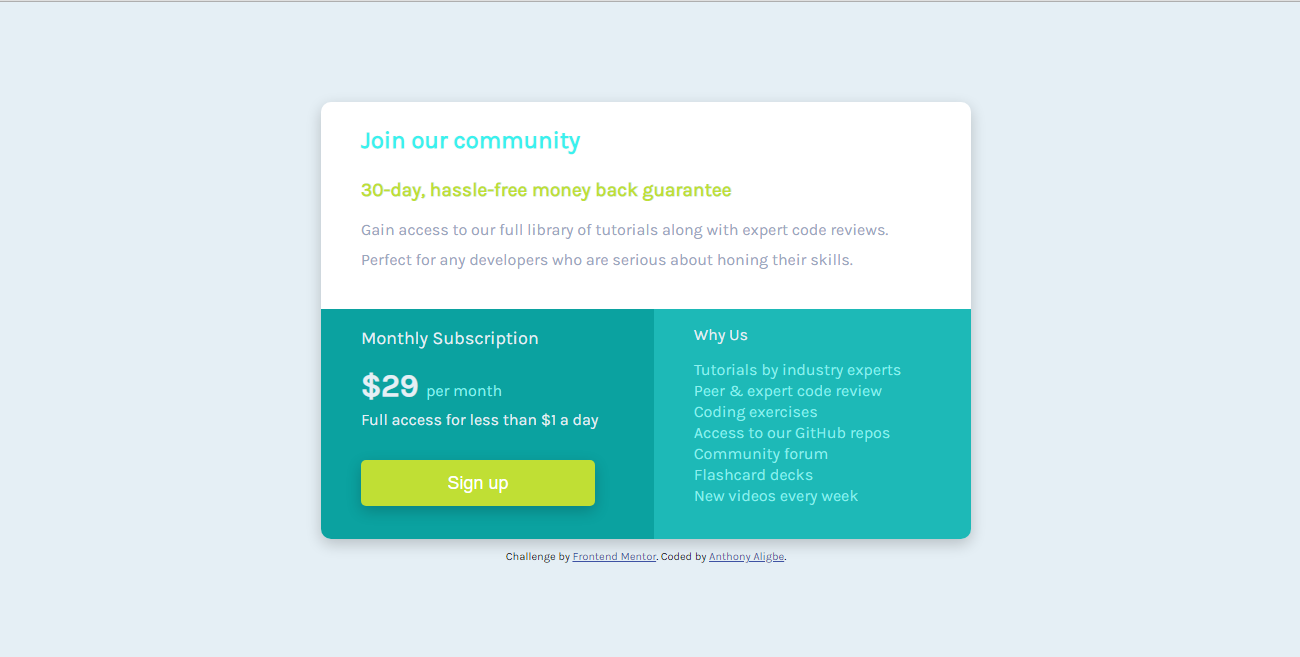 Join our community
30-day, hassle-free money back guarantee
Gain access to our full library of tutorials along with expert code reviews.
Perfect for any developers who are serious about honing their skills.
Monthly Subscription
$29 per month
Full access for less than $1 a day
Sign up
Why Us
Tutorials by industry experts
Peer & expert code review
Coding exercises
Access to our GitHub repos
Community forum
Flashcard decks
New videos every week
Challenge by Frontend Mentor. Coded by Anthony Aligbe.